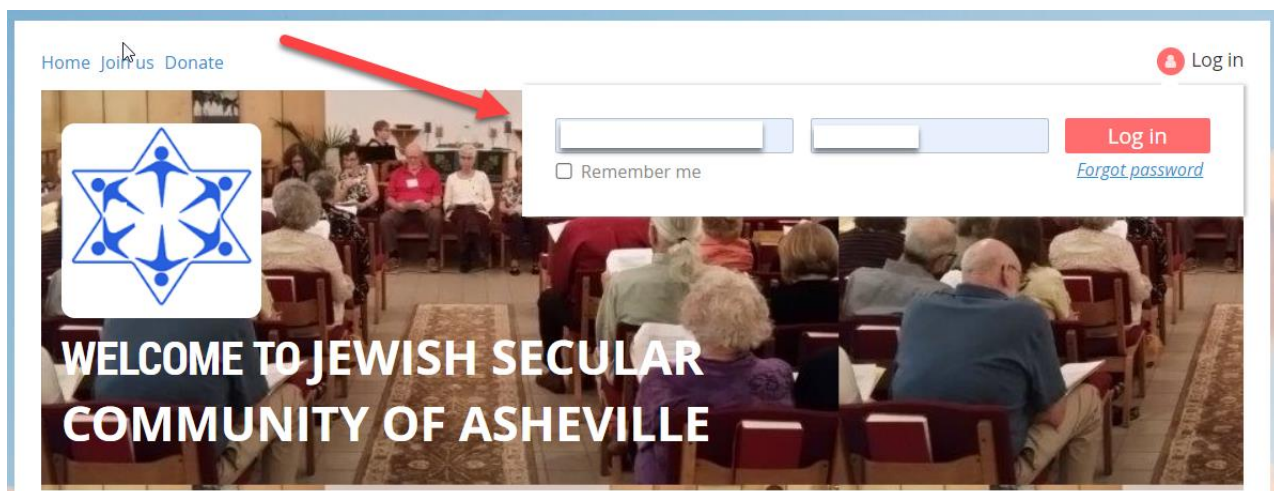 Home Join us Donate
Log in
Log in
Remember me
Forgot password
WELCOME TO JEWISH SECULAR
COMMUNITY OF ASHEVILLE